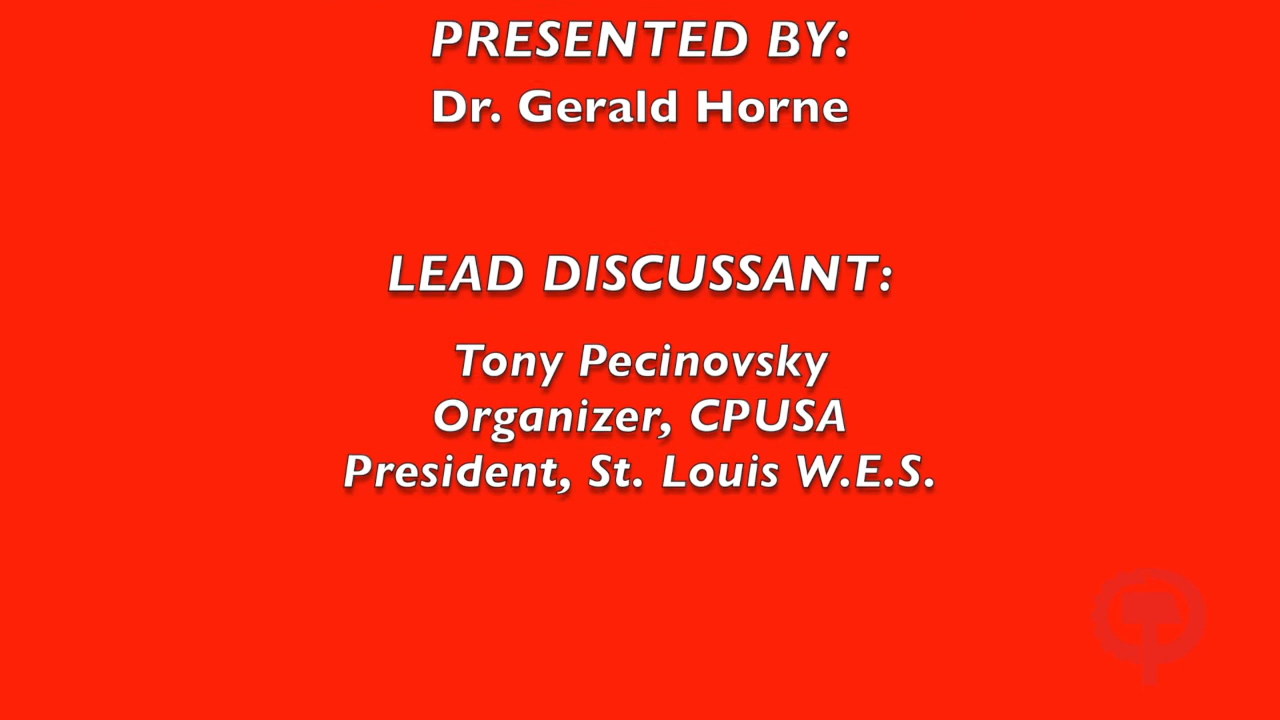 PRESENTED BY:
Dr. Gerald Horne
LEAD DISCUSSANT:
Tony Pecinovsky
Organizer, CPUSA
President, St. Louis W.E.S.